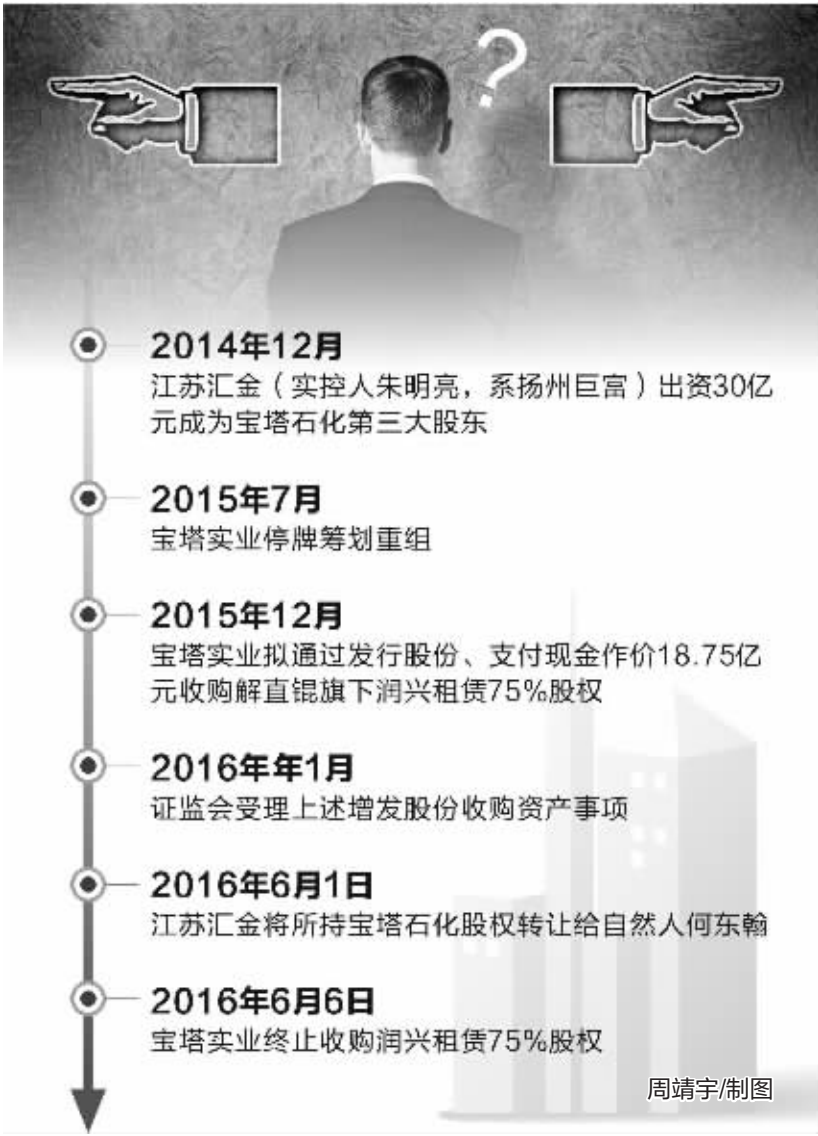 ?
2014年12月
江苏汇金（实控人朱明亮，系扬州巨富）出资30亿
元成为宝塔石化第三大股东
2015年7月
宝塔实业停牌筹划重组
2015年12月
宝塔实业拟通过发行股份、支付现金作价18.75亿
元收购解直锟旗下润兴租赁75%股权
2016年年1月
证监会受理上述增发股份收购资产事项
2016年6月1日
江苏汇金将所持宝塔石化股权转让给自然人何东翰
2016年6月6日
宝塔实业终止收购润兴租赁75%股权
周靖宇/制图